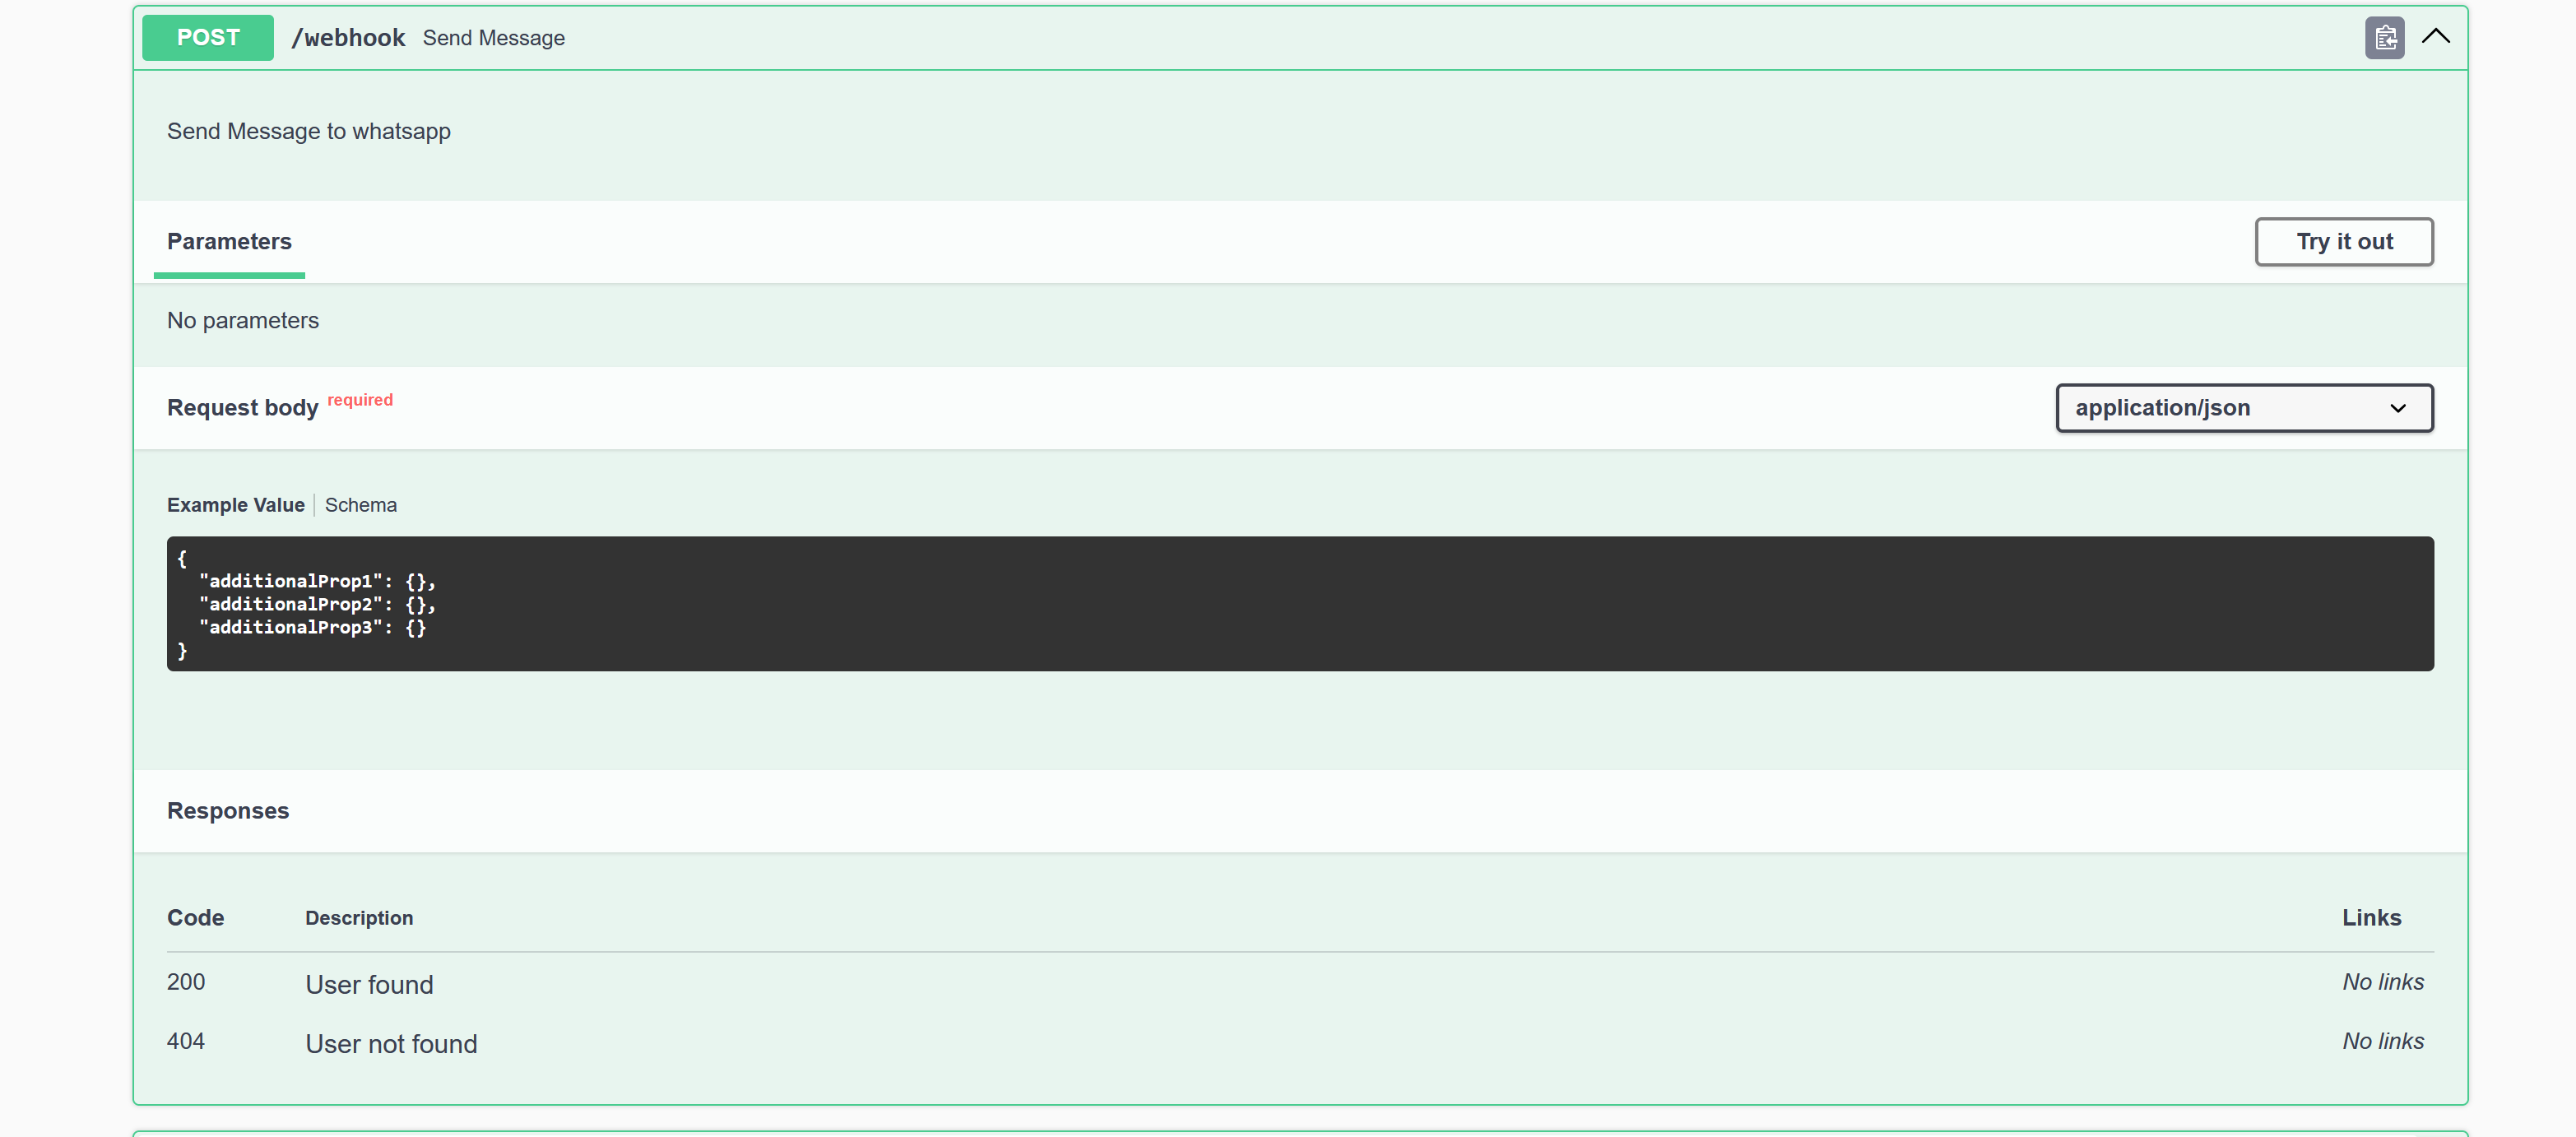 POST /webhook Send Message
Send Message to whatsapp
Parameters Try it out
No parameters
Request body required application/json
Example Value Schema
{
  "additionalProp1": {},
  "additionalProp2": {},
  "additionalProp3": {}
}
Responses
Code Description Links
200 User found No links
404 User not found No links